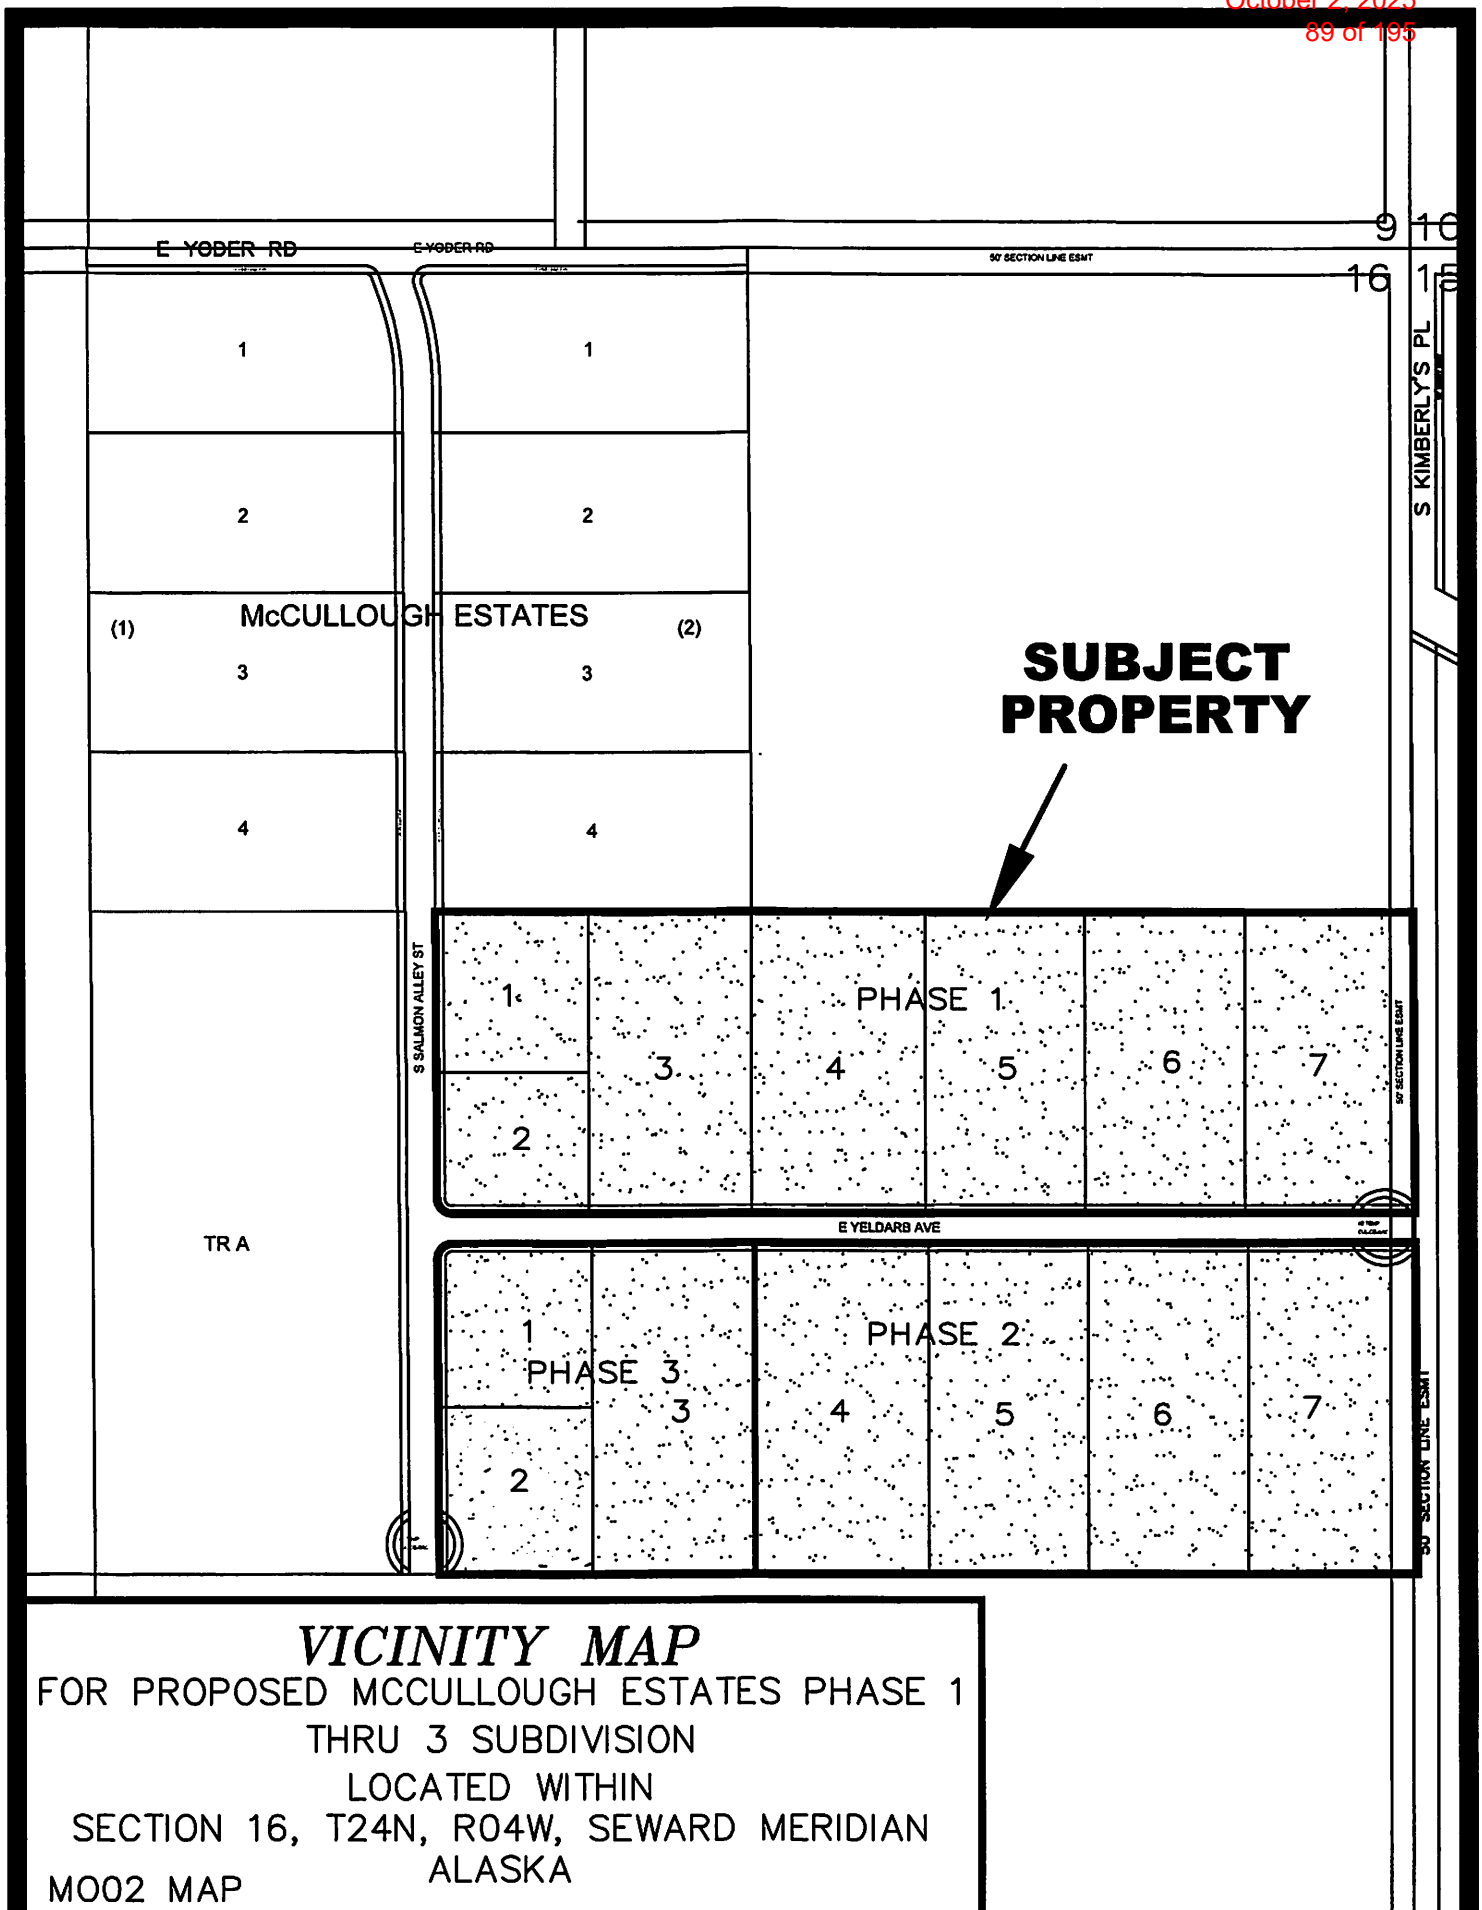 October 2, 2025
89 of 195
9 10
E YODER RD
E YODER RD
50' SECTION LINE ESMT
16 15
S KIMBERLY'S PL
1
1
2
2
McCULLOUGH ESTATES
(1)
(2)
3
3
SUBJECT
PROPERTY
4
4
S SALMON ALLEY ST
1
PHASE 1
50' SECTION LINE ESMT
3
4
5
6
7
2
E YELDARB AVE
TR A
1
PHASE 2
PHASE 3
3
4
5
6
7
50' SECTION LINE ESMT
2
VICINITY MAP
FOR PROPOSED MCCULLOUGH ESTATES PHASE 1
THRU 3 SUBDIVISION
LOCATED WITHIN
SECTION 16, T24N, R04W, SEWARD MERIDIAN
ALASKA
MO02 MAP